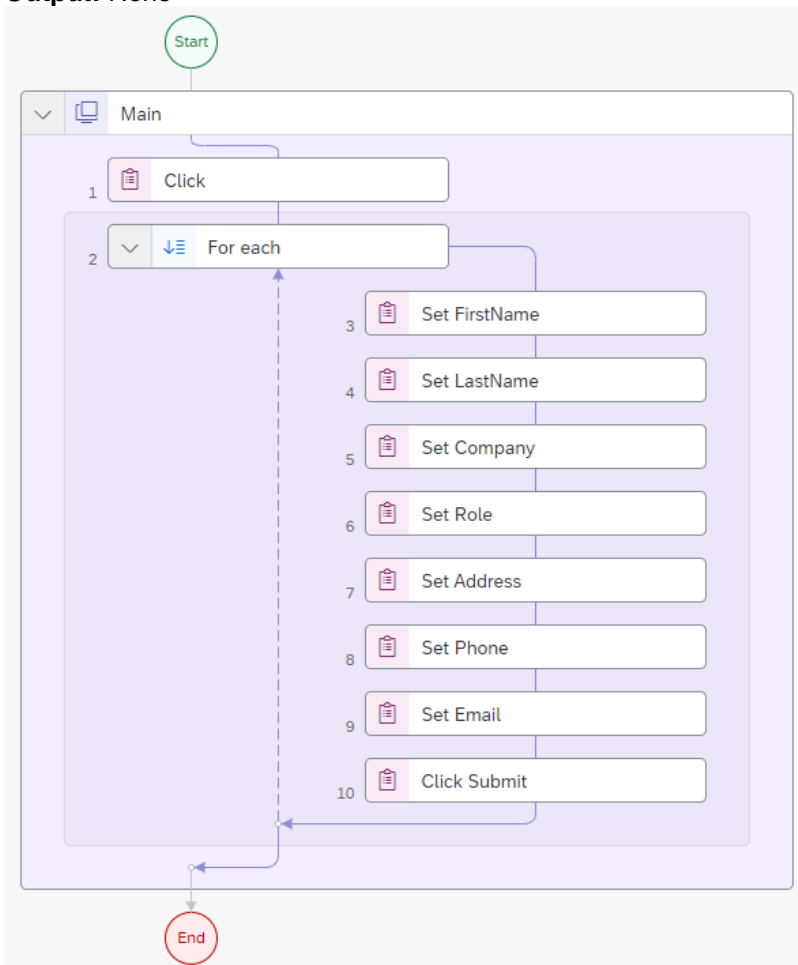 Start
Main
1 Click
2 For each
3 Set FirstName
4 Set LastName
5 Set Company
6 Set Role
7 Set Address
8 Set Phone
9 Set Email
10 Click Submit
End